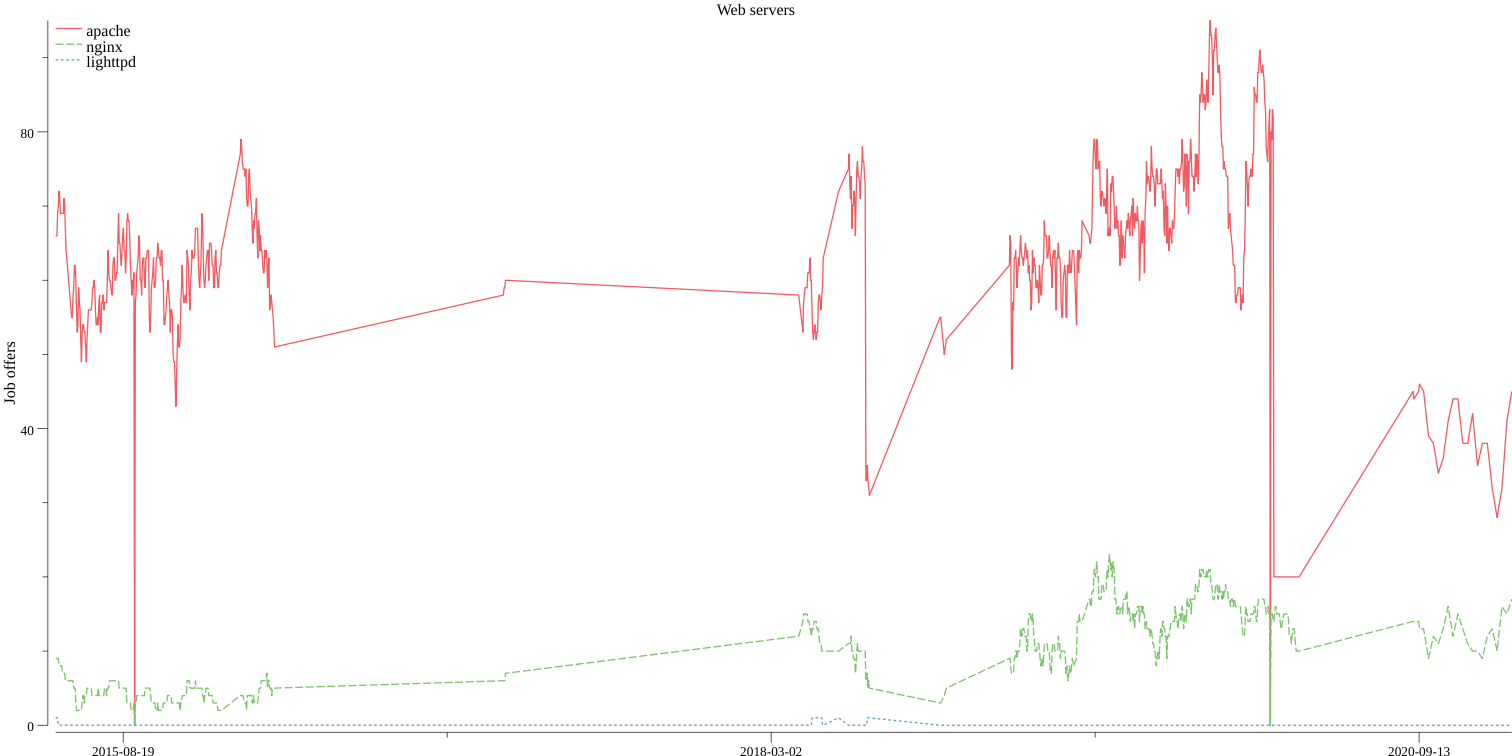 Web servers
apache
nginx
lighttpd
80
Job offers
40
0
2015-08-19
2018-03-02
2020-09-13